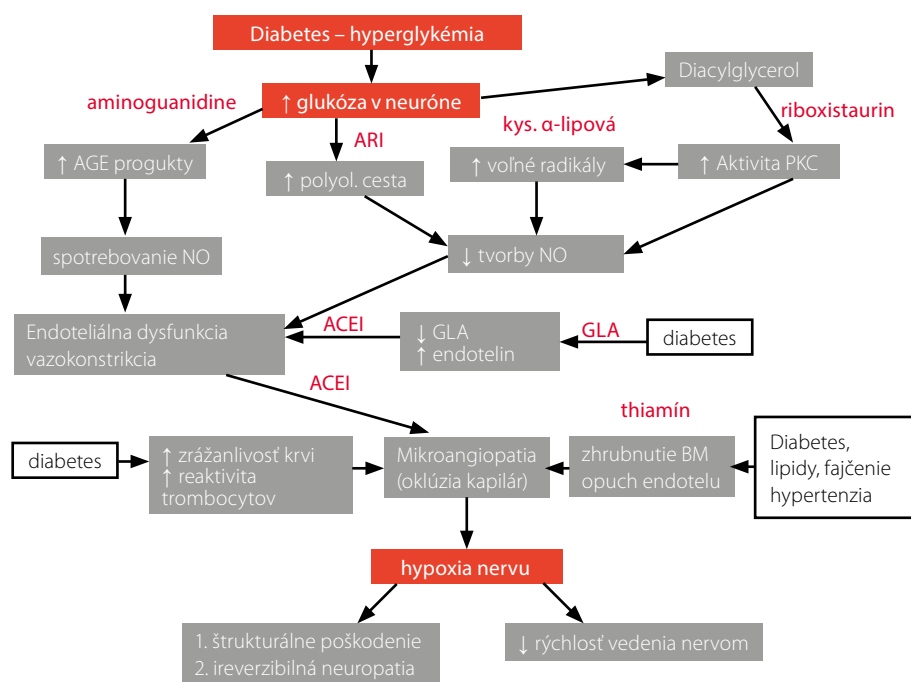 Diabetes – hyperglykémia
Diacylglycerol
aminoguanidine
↑ glukóza v neuróne
riboxistaurin
kys. α-lipová
ARI
↑ AGE progukty
↑ polyol. cesta
↑ voľné radikály
↑ Aktivita PKC
spotrebovanie NO
↓ tvorby NO
Endoteliálna dysfunkcia
vazokonstrikcia
ACEI
↓ GLA
↑ endotelin
GLA
diabetes
ACEI
thiamín
diabetes
↑ zrážanlivosť krvi
↑ reaktivita
trombocytov
Mikroangiopatia
(oklúzia kapilár)
zhrubnutie BM
opuch endotelu
Diabetes,
lipidy, fajčenie
hypertenzia
hypoxia nervu
1. štrukturálne poškodenie
2. ireverzibilná neuropatia
↓ rýchlosť vedenia nervom